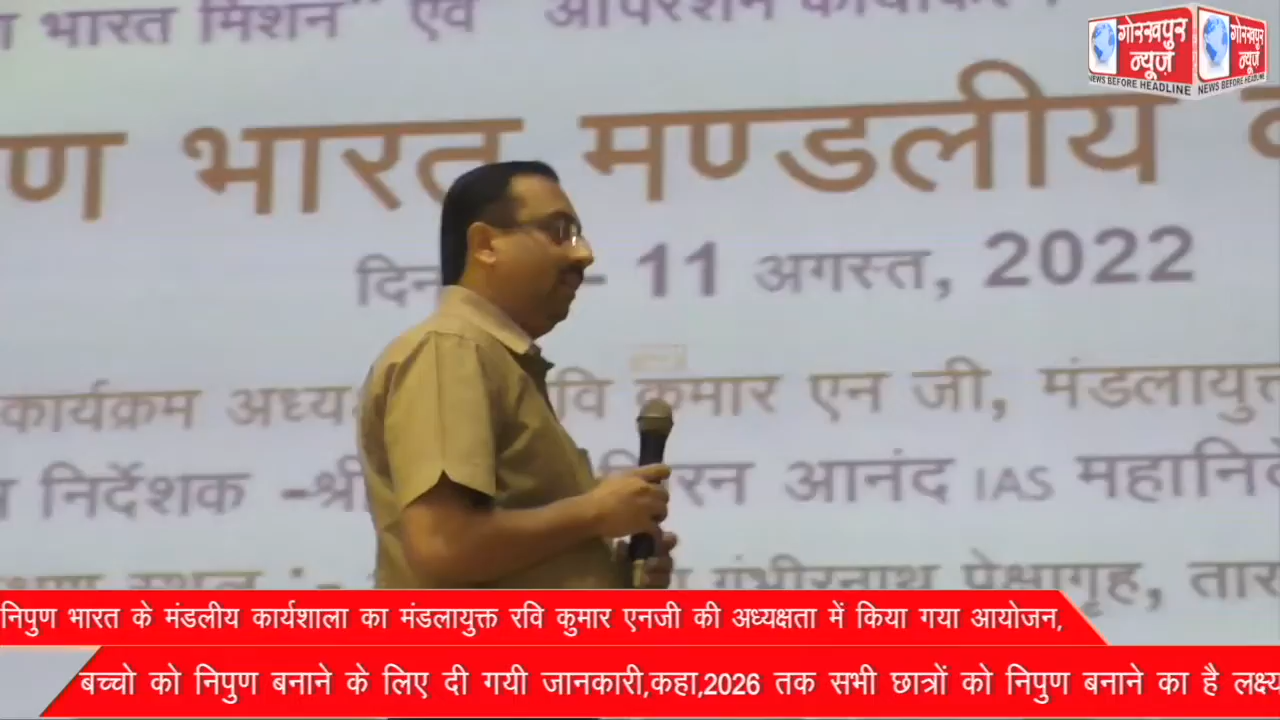 भारत मिशन" एवं
गोरखपुर
न्यूज़
NEWS BEFORE HEADLINE
गोरखपुर
न्यूज़
NEWS BEFORE HEADLINE
भारत मण्डलीय
- 11 अगस्त, 2022
कार्यक्रम कुमार एन जी,
निर्देशक -श्री आनंद IAS
गंभीरनाथ प्रेक्षागृह,
निपुण भारत के मंडलीय कार्यशाला का मंडलायुक्त रवि कुमार एनजी की अध्यक्षता में किया गया आयोजन,
बच्चो को निपुण बनाने के लिए दी गयी जानकारी,कहा,2026 तक सभी छात्रों को निपुण बनाने का है लक्ष्य